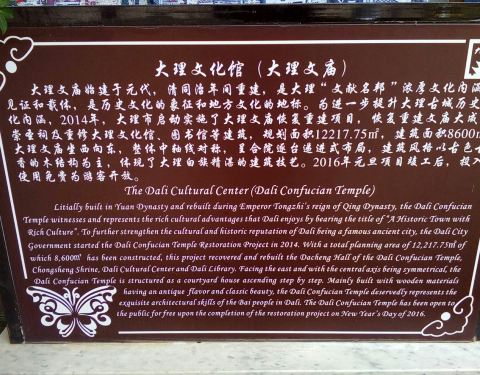 大理文化馆（大理文庙）
大理文庙始建于元代，清同治年间重建，是大理“文献名邦”浓厚文化内涵
见证和载体，是历史文化的象征和地方文化的地标。为进一步提升大理古城历史
化内涵，2014年，大理市启动实施了大理文庙恢复重建项目，恢复重建文庙大成
崇圣祠及重修大理文化馆、图书馆等建筑，规划面积12217.75㎡，建筑面积8600㎡
大理文庙坐西向东，整体中轴线对称，呈合院逐台递进式布局，建筑风格以古色古
香的木结构为主，体现了大理白族精湛的建筑技艺。2016年元旦项目竣工后，投入
使用免费为游客开放。
The Dali Cultural Center (Dali Confucian Temple)
Litially built in Yuan Dynasty and rebuilt during Emperor Tongzhi's reign of Qing Dynasty, the Dali Confucian
Temple witnesses and represents the rich cultural advantages that Dali enjoys by bearing the title of "A Historic Town with
Rich Culture". To further strengthen the cultural and historic reputation of Dali being a famous ancient city, the Dali City
Government started the Dali Confucian Temple Restoration Project in 2014. With a total planning area of 12,217.75㎡ of
which 8,600㎡ has been constructed, this project recovered and rebuilt the Dacheng Hall of the Dali Confucian Temple,
Chongsheng Shrine, Dali Cultural Center and Dali Library. Facing the east and with the central axis being symmetrical, the
Dali Confucian Temple is structured as a courtyard house ascending step by step. Mainly built with wooden materials
having an antique flavor and classic beauty, the Dali Confucian Temple deservedly represents the
exquisite architectural skills of the Bai people in Dali. The Dali Confucian Temple has been open to
the public for free upon the completion of the restoration project on New Year's Day of 2016.